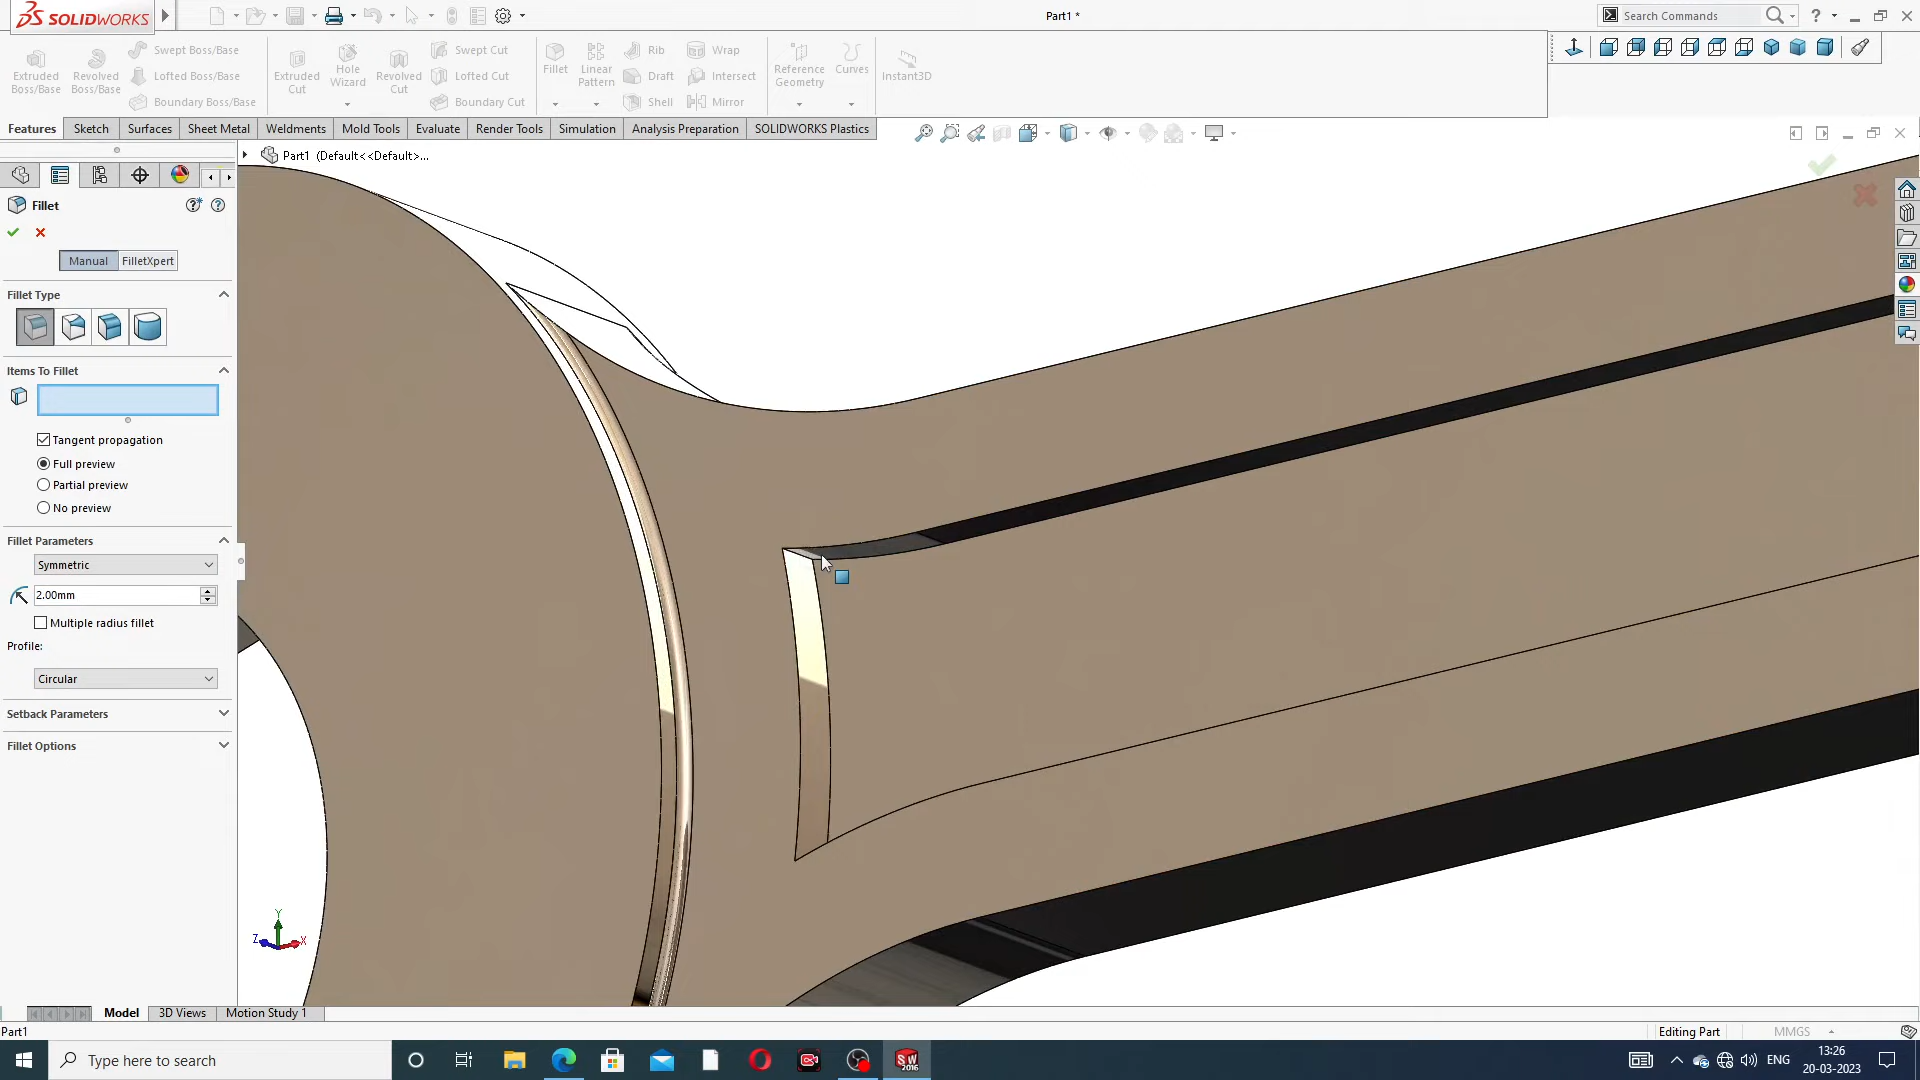 SOLIDWORKS
Part1 *
Search Commands
?
Extruded Boss/Base
Revolved Boss/Base
Swept Boss/Base
Lofted Boss/Base
Boundary Boss/Base
Extruded Cut
Hole Wizard
Revolved Cut
Swept Cut
Lofted Cut
Boundary Cut
Fillet
Linear Pattern
Rib
Draft
Shell
Wrap
Intersect
Mirror
Reference Geometry
Curves
Instant3D
Features
Sketch
Surfaces
Sheet Metal
Weldments
Mold Tools
Evaluate
Render Tools
Simulation
Analysis Preparation
SOLIDWORKS Plastics
Part1 (Default<<Default>...
Fillet
Manual
FilletXpert
Fillet Type
Items To Fillet
Tangent propagation
Full preview
Partial preview
No preview
Fillet Parameters
Symmetric
2.00mm
Multiple radius fillet
Profile:
Circular
Setback Parameters
Fillet Options
Y
Z
X
Model
3D Views
Motion Study 1
Part1
Editing Part
MMGS
Type here to search
SW
2016
ENG
13:26
20-03-2023